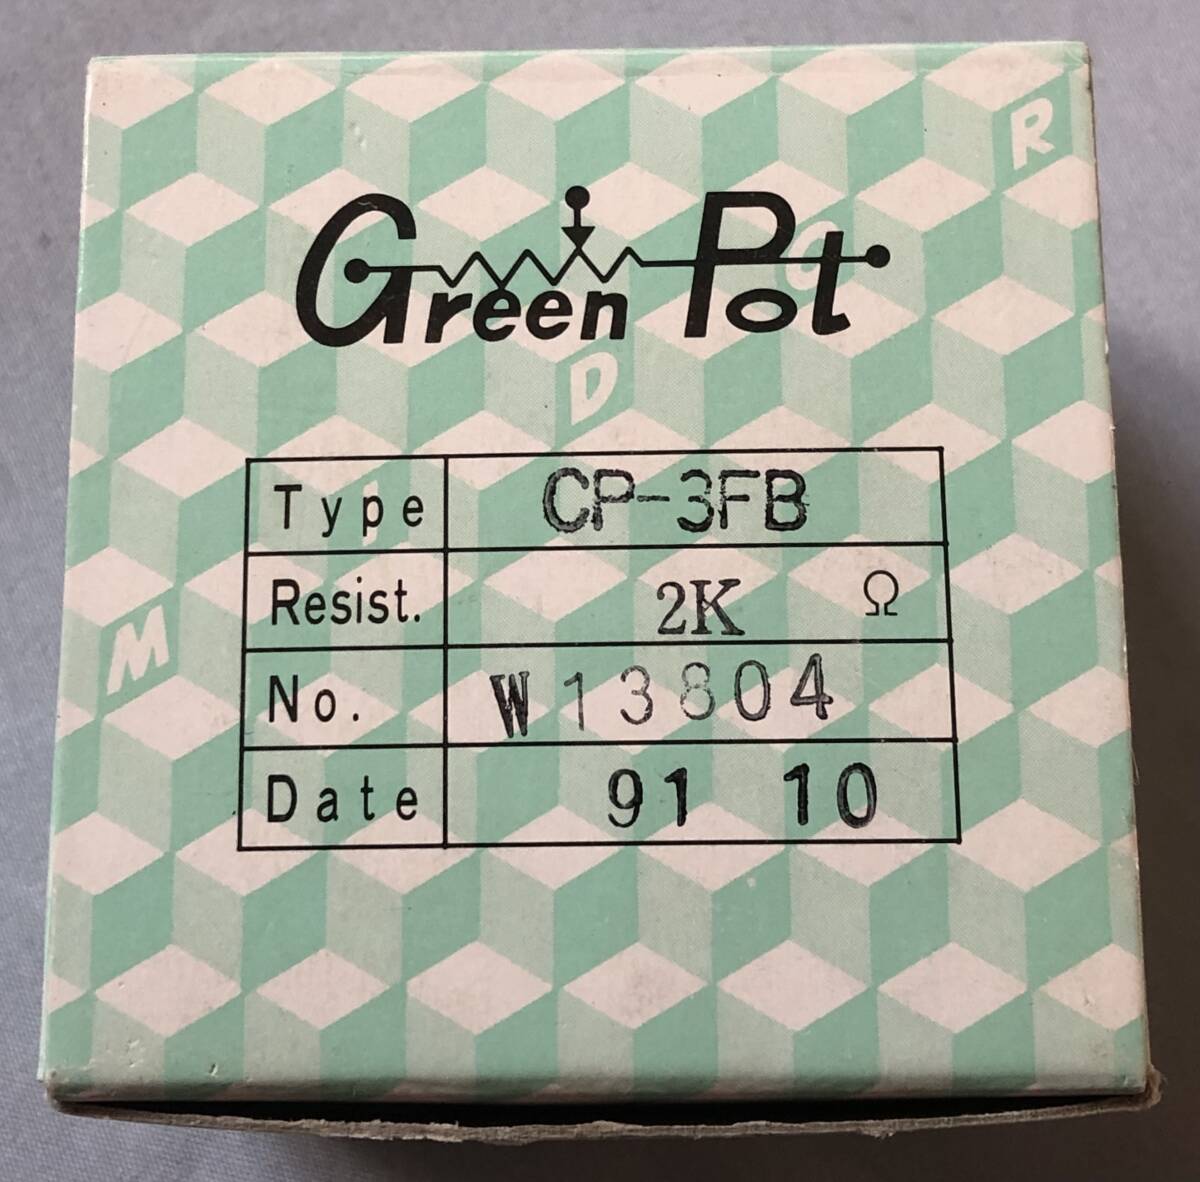 R
Green Pot
O
D
I
M
Type CP-3FB
Resist. 2K Ω
No. W13804
Date 91 10